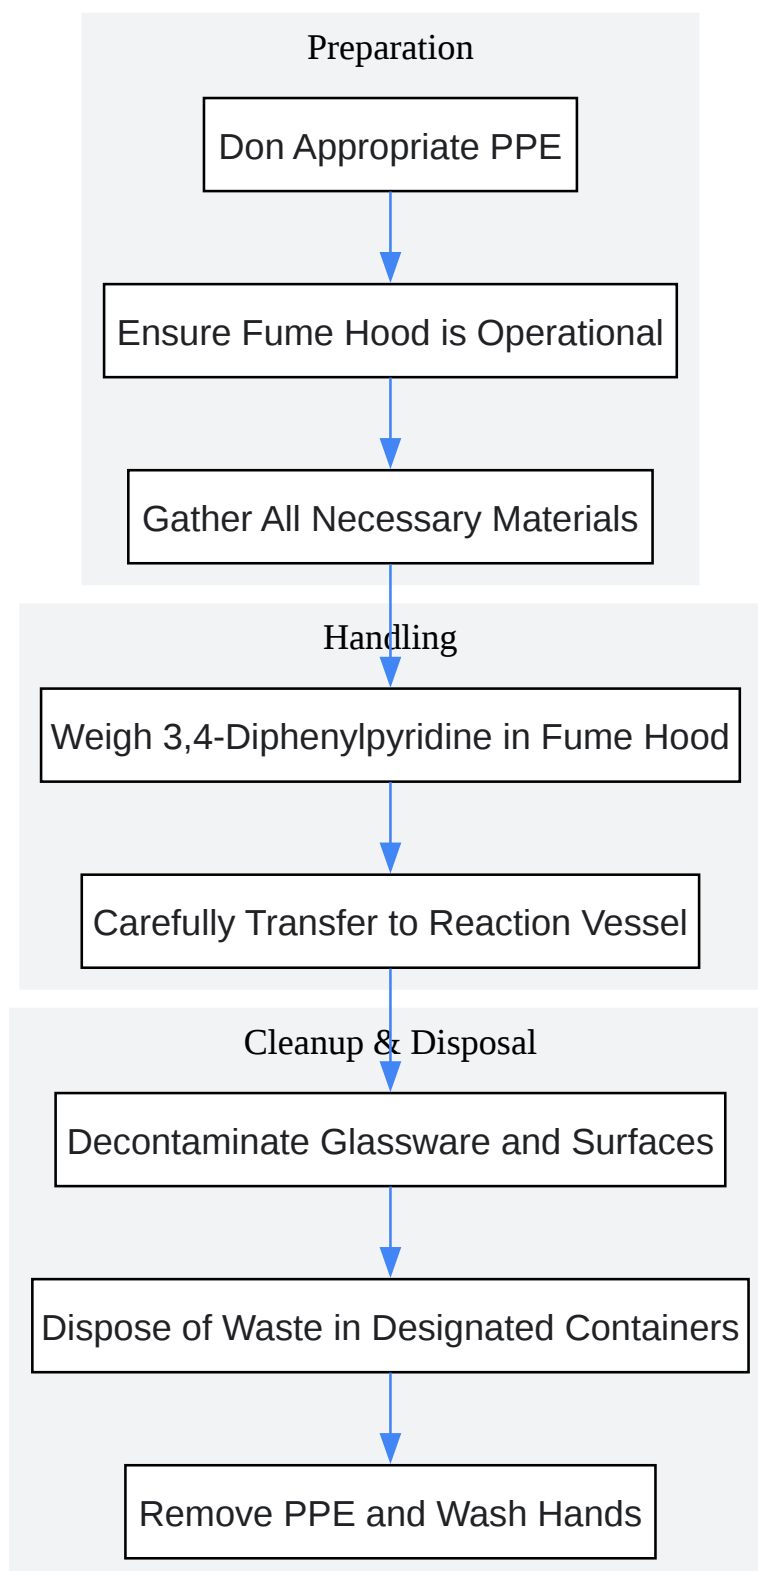 Preparation
Don Appropriate PPE
Ensure Fume Hood is Operational
Gather All Necessary Materials
Handling
Weigh 3,4-Diphenylpyridine in Fume Hood
Carefully Transfer to Reaction Vessel
Cleanup & Disposal
Decontaminate Glassware and Surfaces
Dispose of Waste in Designated Containers
Remove PPE and Wash Hands